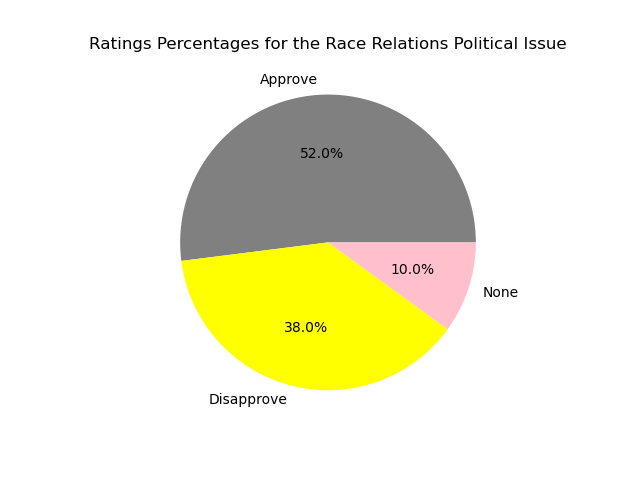 Ratings Percentages for the Race Relations Political Issue
Approve
52.0%
10.0%
None
38.0%
Disapprove